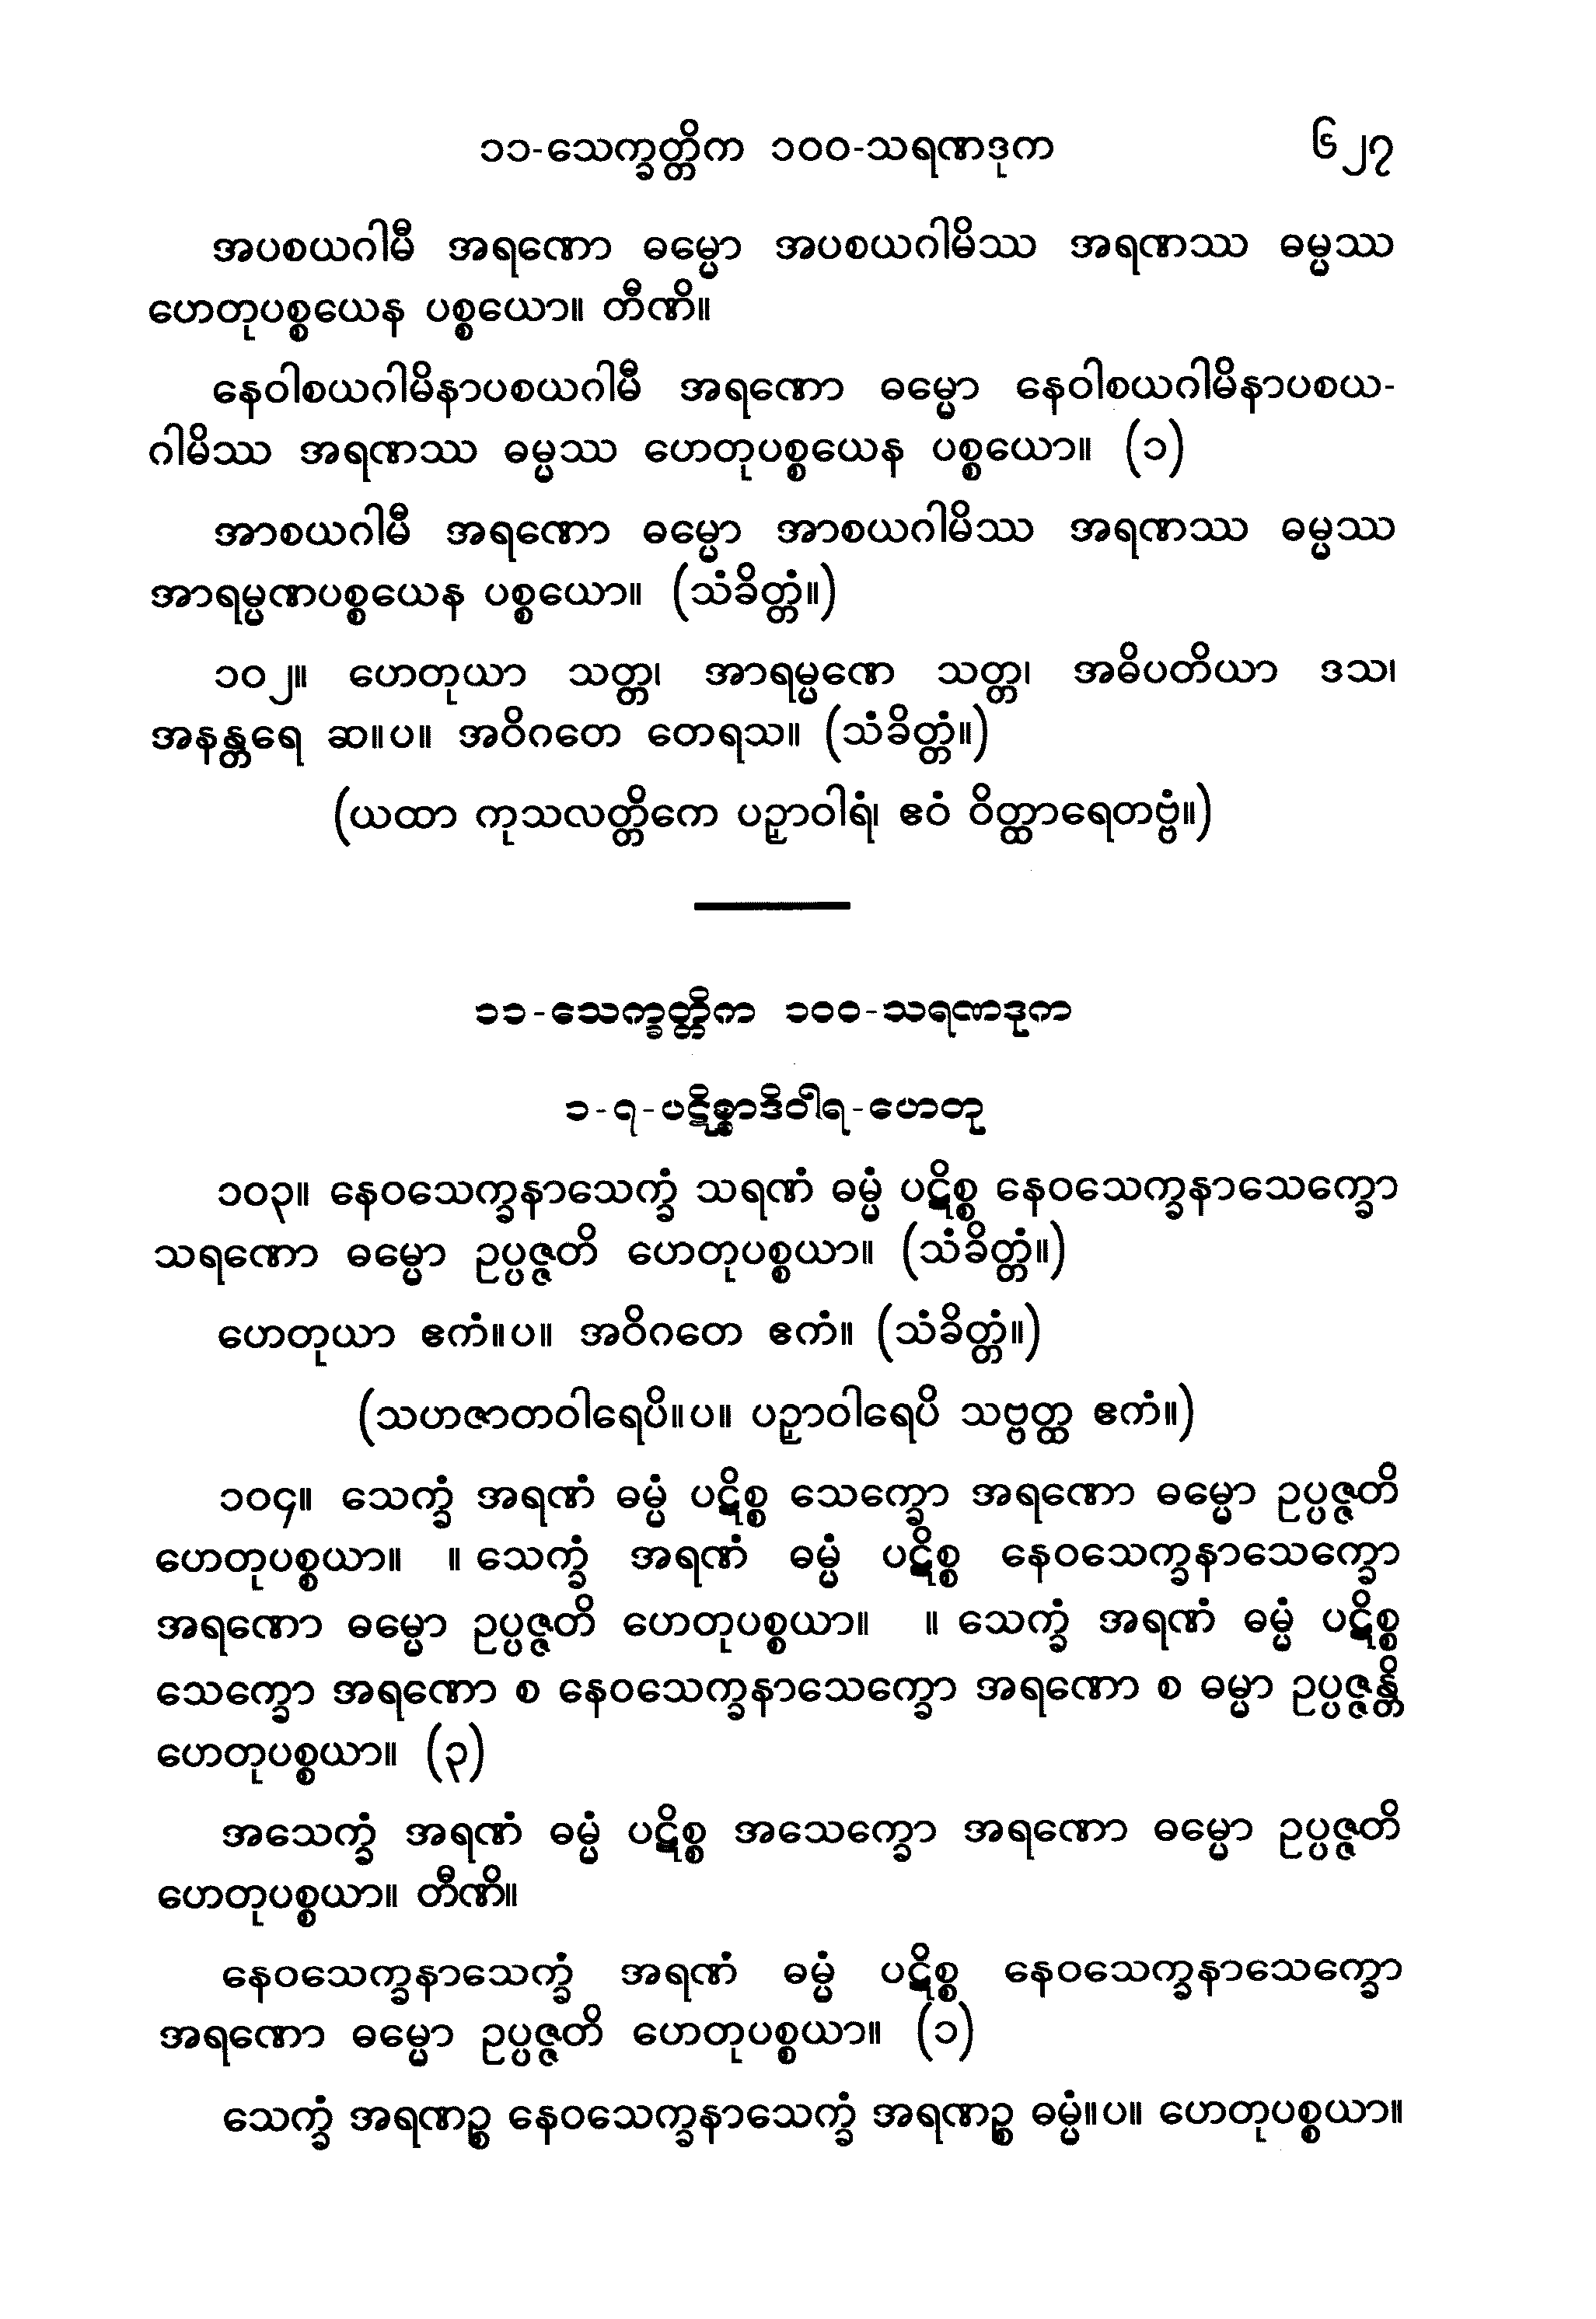 ၁၁-သေက္ခတ္တိက ၁၀၀-သရဏဒုက ၆၂၇
အပစယဂါမီ အရဏော ဓမ္မော အပစယဂါမိဿ အရဏဿ ဓမ္မဿ
ဟေတုပစ္စယေန ပစ္စယော။ တီဏိ။
နေဝါစယဂါမိနာပစယဂါမီ အရဏော ဓမ္မော နေဝါစယဂါမိနာပစယ-
ဂါမိဿ အရဏဿ ဓမ္မဿ ဟေတုပစ္စယေန ပစ္စယော။ (၁)
အာစယဂါမီ အရဏော ဓမ္မော အာစယဂါမိဿ အရဏဿ ဓမ္မဿ
အာရမ္မဏပစ္စယေန ပစ္စယော။ (သံခိတ္တံ။)
၁၀၂။ ဟေတုယာ သတ္တ၊ အာရမ္မဏေ သတ္တ၊ အဓိပတိယာ ဒသ၊
အနန္တရေ ဆ။ပ။ အဝိဂတေ တေရသ။ (သံခိတ္တံ။)
(ယထာ ကုသလတ္တိကေ ပဉှာဝါရံ၊ ဧဝံ ဝိတ္ထာရေတဗ္ဗံ။)
၁၁-သေက္ခတ္တိက ၁၀၀-သရဏဒုက
၁-၇-ပဋိစ္စာဒိဝါရ-ဟေတု
၁၀၃။ နေဝသေက္ခနာသေက္ခံ သရဏံ ဓမ္မံ ပဋိစ္စ နေဝသေက္ခနာသေက္ခော
သရဏော ဓမ္မော ဥပ္ပဇ္ဇတိ ဟေတုပစ္စယာ။ (သံခိတ္တံ။)
ဟေတုယာ ဧကံ။ပ။ အဝိဂတေ ဧကံ။ (သံခိတ္တံ။)
(သဟဇာတဝါရေပိ။ပ။ ပဉှာဝါရေပိ သဗ္ဗတ္ထ ဧကံ။)
၁၀၄။ သေက္ခံ အရဏံ ဓမ္မံ ပဋိစ္စ သေက္ခော အရဏော ဓမ္မော ဥပ္ပဇ္ဇတိ
ဟေတုပစ္စယာ။ ။ သေက္ခံ အရဏံ ဓမ္မံ ပဋိစ္စ နေဝသေက္ခနာသေက္ခော
အရဏော ဓမ္မော ဥပ္ပဇ္ဇတိ ဟေတုပစ္စယာ။ ။ သေက္ခံ အရဏံ ဓမ္မံ ပဋိစ္စ
သေက္ခော အရဏော စ နေဝသေက္ခနာသေက္ခော အရဏော စ ဓမ္မာ ဥပ္ပဇ္ဇန္တိ
ဟေတုပစ္စယာ။ (၃)
အသေက္ခံ အရဏံ ဓမ္မံ ပဋိစ္စ အသေက္ခော အရဏော ဓမ္မော ဥပ္ပဇ္ဇတိ
ဟေတုပစ္စယာ။ တီဏိ။
နေဝသေက္ခနာသေက္ခံ အရဏံ ဓမ္မံ ပဋိစ္စ နေဝသေက္ခနာသေက္ခော
အရဏော ဓမ္မော ဥပ္ပဇ္ဇတိ ဟေတုပစ္စယာ။ (၁)
သေက္ခံ အရဏဉ္စ နေဝသေက္ခနာသေက္ခံ အရဏဉ္စ ဓမ္မံ။ပ။ ဟေတုပစ္စယာ။